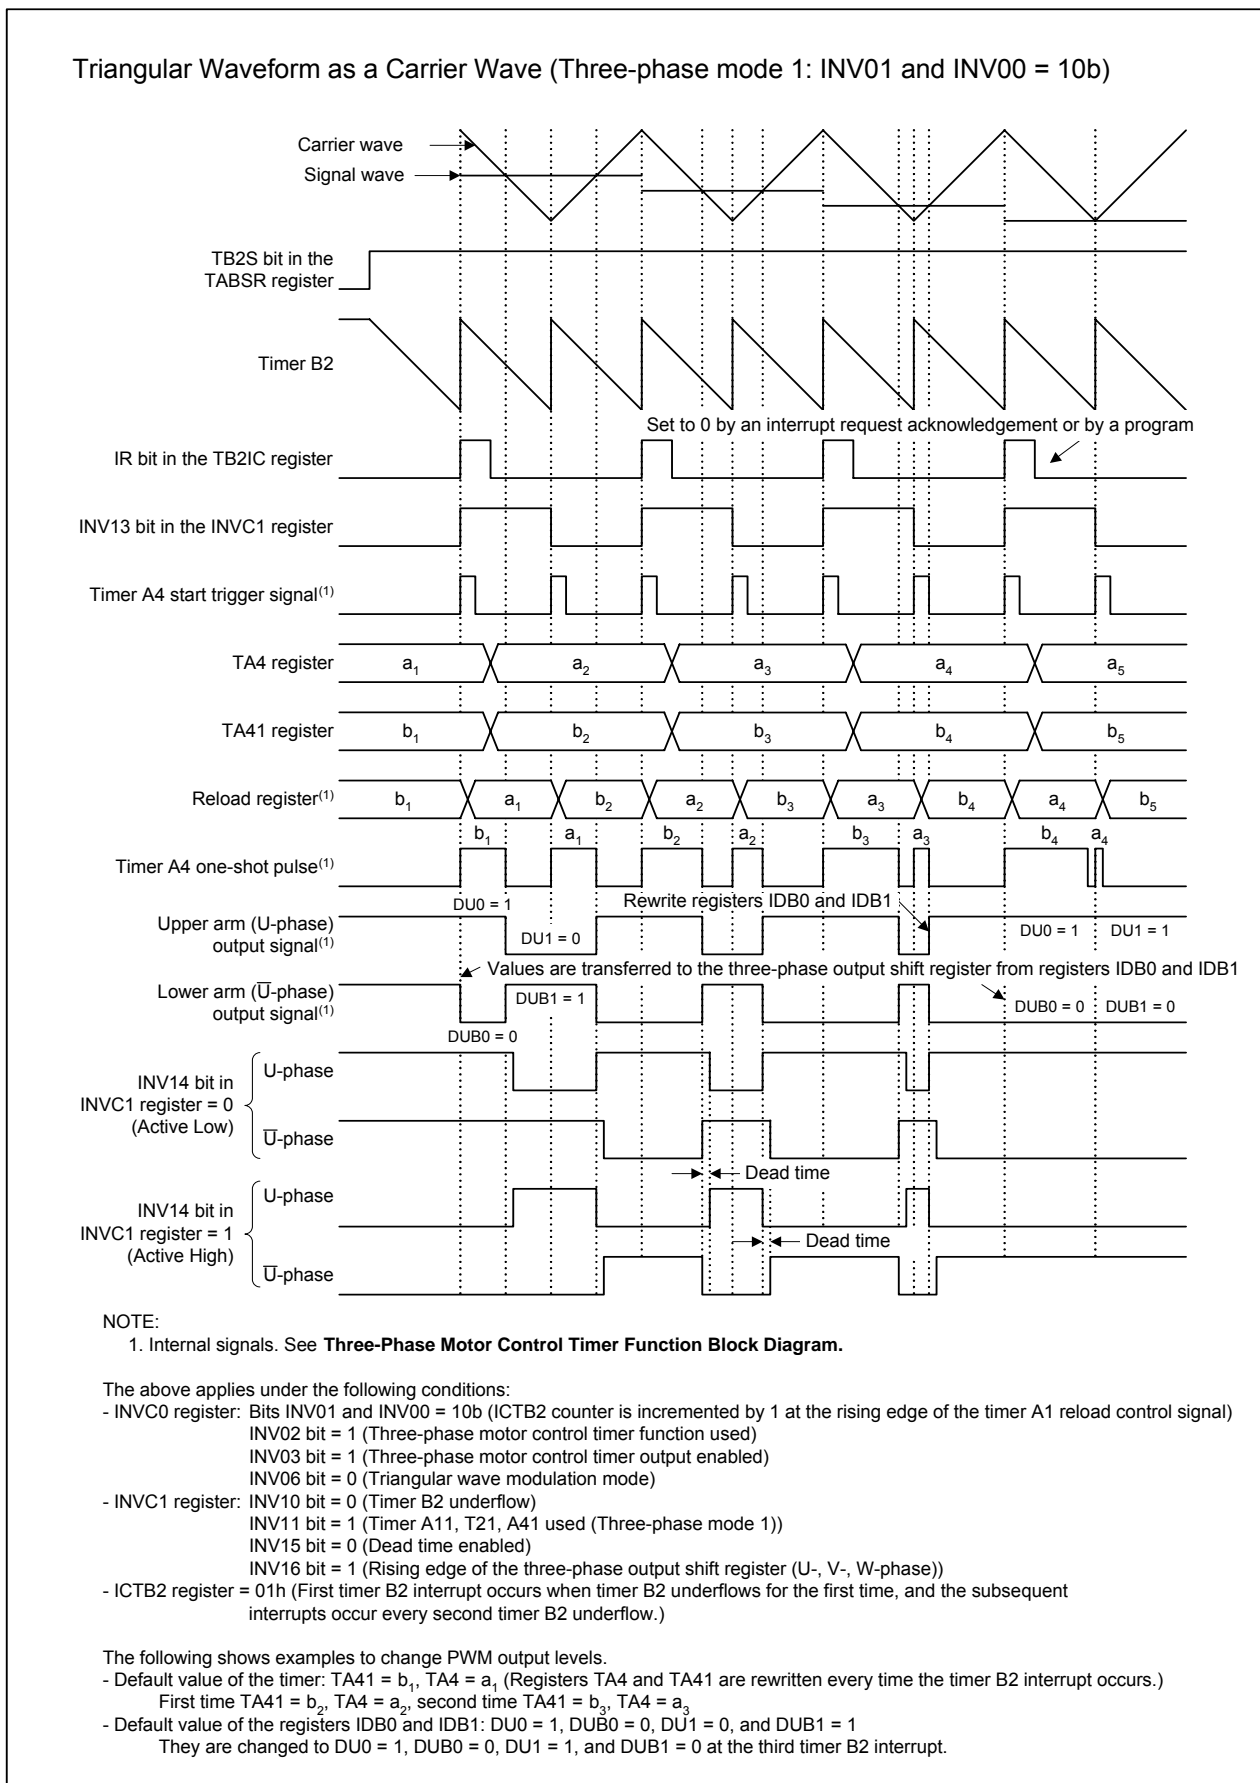 Triangular Waveform as a Carrier Wave (Three-phase mode 1: INV01 and INV00 = 10b)
Carrier wave
Signal wave
TB2S bit in the
TABSR register
Timer B2
Set to 0 by an interrupt request acknowledgement or by a program
IR bit in the TB2IC register
INV13 bit in the INVC1 register
Timer A4 start trigger signal(1)
TA4 register
a1 a2 a3 a4 a5
TA41 register
b1 b2 b3 b4 b5
Reload register(1)
b1 a1 b2 a2 b3 a3 b4 a4 b5
b1 a1 b2 a2 b3 a3 b4 a4
Timer A4 one-shot pulse(1)
DU0 = 1
Rewrite registers IDB0 and IDB1
Upper arm (U-phase)
output signal(1)
DU1 = 0
DU0 = 1
DU1 = 1
Values are transferred to the three-phase output shift register from registers IDB0 and IDB1
Lower arm (U̅-phase)
output signal(1)
DUB1 = 1
DUB0 = 0
DUB1 = 0
DUB0 = 0
INV14 bit in
INVC1 register = 0
(Active Low)
U-phase
U̅-phase
Dead time
INV14 bit in
INVC1 register = 1
(Active High)
U-phase
Dead time
U̅-phase
NOTE:
1. Internal signals. See Three-Phase Motor Control Timer Function Block Diagram.
The above applies under the following conditions:
- INVC0 register: Bits INV01 and INV00 = 10b (ICTB2 counter is incremented by 1 at the rising edge of the timer A1 reload control signal)
INV02 bit = 1 (Three-phase motor control timer function used)
INV03 bit = 1 (Three-phase motor control timer output enabled)
INV06 bit = 0 (Triangular wave modulation mode)
- INVC1 register: INV10 bit = 0 (Timer B2 underflow)
INV11 bit = 1 (Timer A11, T21, A41 used (Three-phase mode 1))
INV15 bit = 0 (Dead time enabled)
INV16 bit = 1 (Rising edge of the three-phase output shift register (U-, V-, W-phase))
- ICTB2 register = 01h (First timer B2 interrupt occurs when timer B2 underflows for the first time, and the subsequent
interrupts occur every second timer B2 underflow.)
The following shows examples to change PWM output levels.
- Default value of the timer: TA41 = b1, TA4 = a1 (Registers TA4 and TA41 are rewritten every time the timer B2 interrupt occurs.)
First time TA41 = b2, TA4 = a2, second time TA41 = b3, TA4 = a3
- Default value of the registers IDB0 and IDB1: DU0 = 1, DUB0 = 0, DU1 = 0, and DUB1 = 1
They are changed to DU0 = 1, DUB0 = 0, DU1 = 1, and DUB1 = 0 at the third timer B2 interrupt.